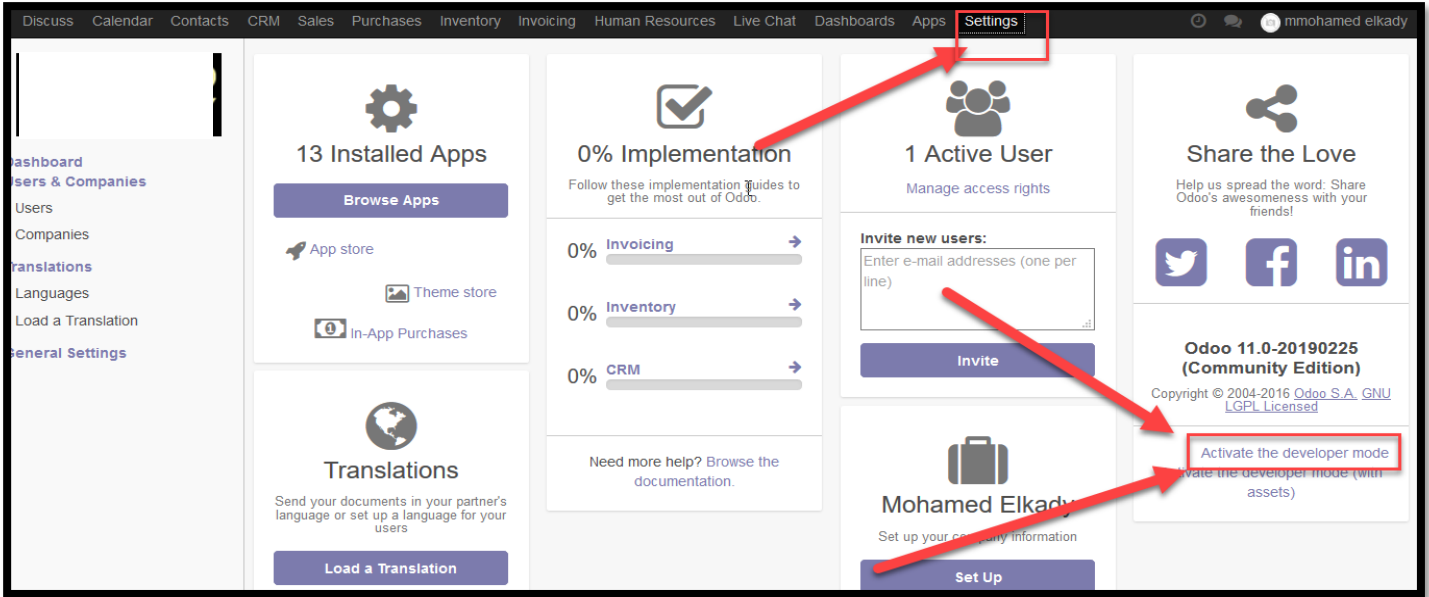 Discuss Calendar Contacts CRM Sales Purchases Inventory Invoicing Human Resources Live Chat Dashboards Apps Settings mmohamed elkady
Dashboard
Users & Companies
Users
Companies
Translations
Languages
Load a Translation
General Settings
13 Installed Apps
Browse Apps
App store
Theme store
In-App Purchases
Translations
Send your documents in your partner's
language or set up a language for your
users
Load a Translation
0% Implementation
Follow these implementation guides to
get the most out of Odoo.
0% Invoicing
0% Inventory
0% CRM
Need more help? Browse the
documentation.
1 Active User
Manage access rights
Invite new users:
Enter e-mail addresses (one per
line)
Invite
Mohamed Elkady
Set up your company information
Set Up
Share the Love
Help us spread the word: Share
Odoo's awesomeness with your
friends!
Odoo 11.0-20190225
(Community Edition)
Copyright © 2004-2016 Odoo S.A. GNU
LGPL Licensed
Activate the developer mode
Activate the developer mode (with
assets)